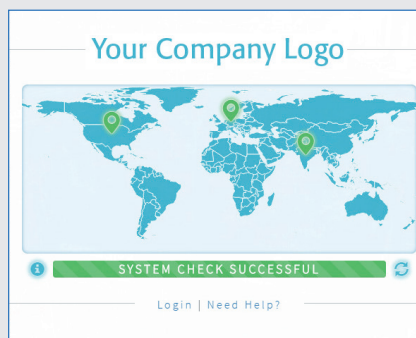 Your Company Logo
i
SYSTEM CHECK SUCCESSFUL
Login | Need Help?